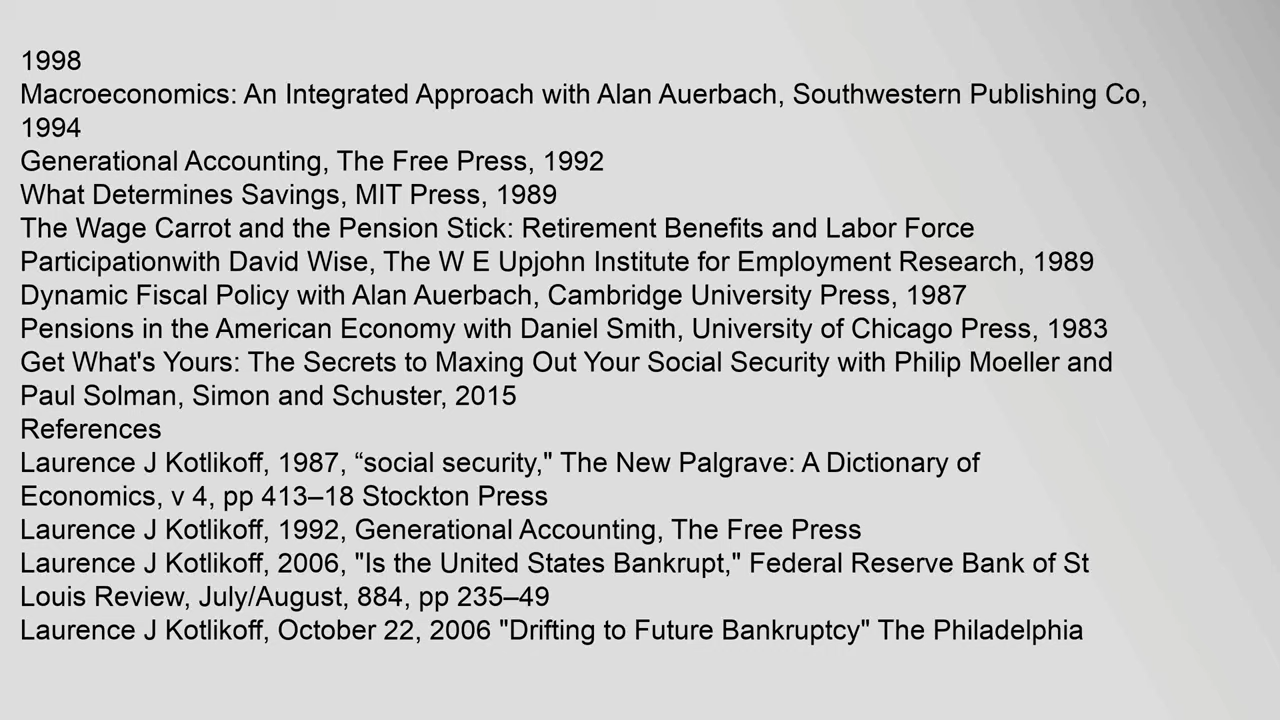 1998
Macroeconomics: An Integrated Approach with Alan Auerbach, Southwestern Publishing Co,
1994
Generational Accounting, The Free Press, 1992
What Determines Savings, MIT Press, 1989
The Wage Carrot and the Pension Stick: Retirement Benefits and Labor Force
Participationwith David Wise, The W E Upjohn Institute for Employment Research, 1989
Dynamic Fiscal Policy with Alan Auerbach, Cambridge University Press, 1987
Pensions in the American Economy with Daniel Smith, University of Chicago Press, 1983
Get What's Yours: The Secrets to Maxing Out Your Social Security with Philip Moeller and
Paul Solman, Simon and Schuster, 2015
References
Laurence J Kotlikoff, 1987, “social security," The New Palgrave: A Dictionary of
Economics, v 4, pp 413–18 Stockton Press
Laurence J Kotlikoff, 1992, Generational Accounting, The Free Press
Laurence J Kotlikoff, 2006, "Is the United States Bankrupt," Federal Reserve Bank of St
Louis Review, July/August, 884, pp 235–49
Laurence J Kotlikoff, October 22, 2006 "Drifting to Future Bankruptcy" The Philadelphia